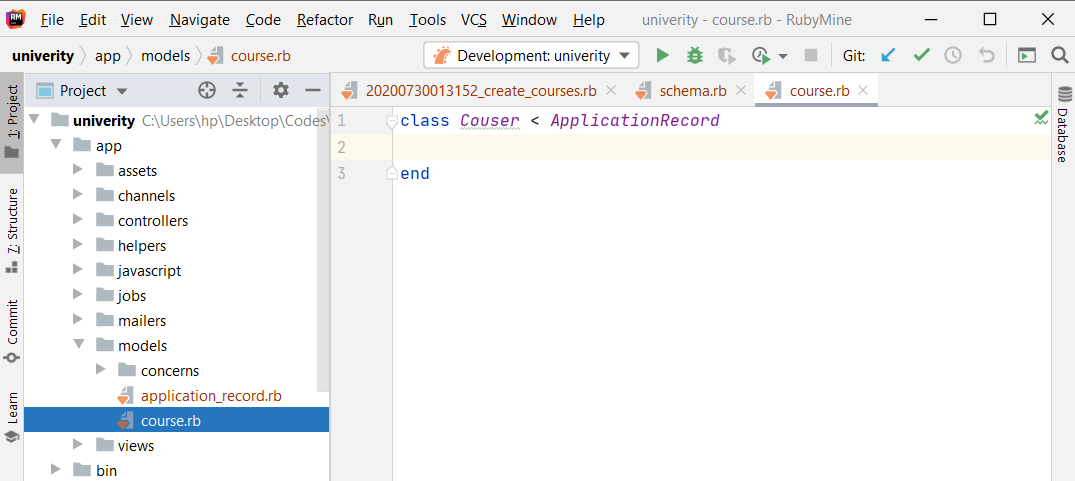 RM File Edit View Navigate Code Refactor Run Tools VCS Window Help univerity - course.rb - RubyMine
univerity app models course.rb Development: univerity Git:
1: Project
7: Structure
Commit
Learn
Project
univerity C:\Users\hp\Desktop\Codes\
app
assets
channels
controllers
helpers
javascript
jobs
mailers
models
concerns
application_record.rb
course.rb
views
bin
20200730013152_create_courses.rb schema.rb course.rb
1 class Couser < ApplicationRecord
2
3 end
Database